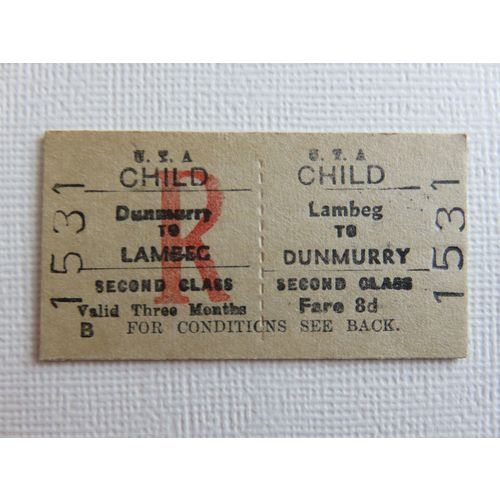 U. T. A
CHILD
Dunmurry
TO
LAMBEG
SECOND CLASS
Valid Three Months
B
R
1531
U. T. A
CHILD
Lambeg
TO
DUNMURRY
SECOND CLASS
Fare 8d
1531
FOR CONDITIONS SEE BACK.